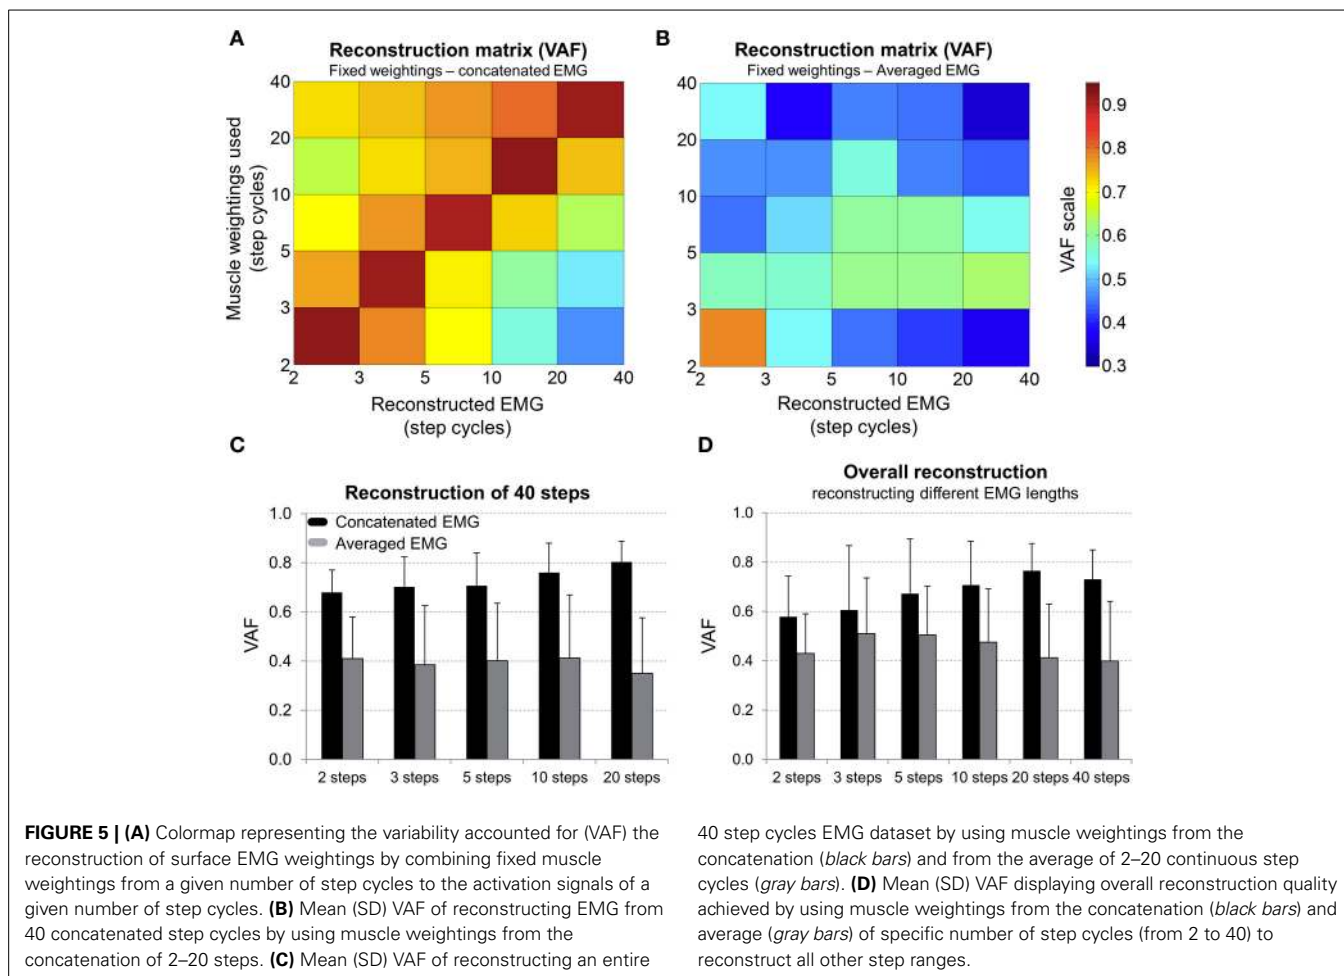 A
Reconstruction matrix (VAF)
Fixed weightings – concatenated EMG
Muscle weightings used
(step cycles)
40
20
10
5
3
2
2 3 5 10 20 40
Reconstructed EMG
(step cycles)
B
Reconstruction matrix (VAF)
Fixed weightings – Averaged EMG
40
20
10
5
3
2
2 3 5 10 20 40
Reconstructed EMG
(step cycles)
0.9
0.8
0.7
0.6
0.5
0.4
0.3
VAF scale
C
Reconstruction of 40 steps
Concatenated EMG
Averaged EMG
VAF
1.0
0.8
0.6
0.4
0.2
0.0
2 steps 3 steps 5 steps 10 steps 20 steps
D
Overall reconstruction
reconstructing different EMG lengths
VAF
1.0
0.8
0.6
0.4
0.2
0.0
2 steps 3 steps 5 steps 10 steps 20 steps 40 steps
FIGURE 5 | (A) Colormap representing the variability accounted for (VAF) the
reconstruction of surface EMG weightings by combining fixed muscle
weightings from a given number of step cycles to the activation signals of a
given number of step cycles. (B) Mean (SD) VAF of reconstructing EMG from
40 concatenated step cycles by using muscle weightings from the
concatenation of 2–20 steps. (C) Mean (SD) VAF of reconstructing an entire
40 step cycles EMG dataset by using muscle weightings from the
concatenation (black bars) and from the average of 2–20 continuous step
cycles (gray bars). (D) Mean (SD) VAF displaying overall reconstruction quality
achieved by using muscle weightings from the concatenation (black bars) and
average (gray bars) of specific number of step cycles (from 2 to 40) to
reconstruct all other step ranges.